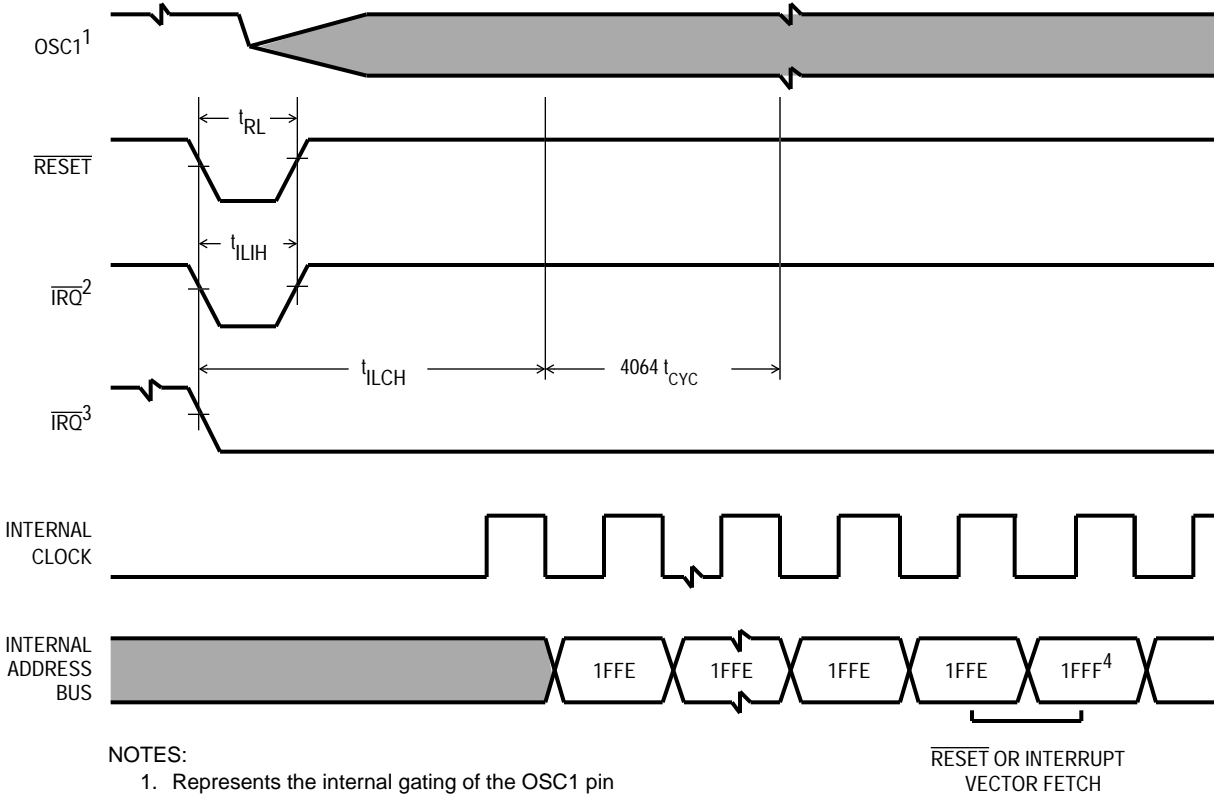 OSC1¹
t_RL
RESET
t_ILIH
IRQ²
t_ILCH
4064 t_CYC
IRQ³
INTERNAL
CLOCK
INTERNAL
ADDRESS
BUS
1FFE
1FFE
1FFE
1FFE
1FFF⁴
RESET OR INTERRUPT
VECTOR FETCH
NOTES:
1. Represents the internal gating of the OSC1 pin